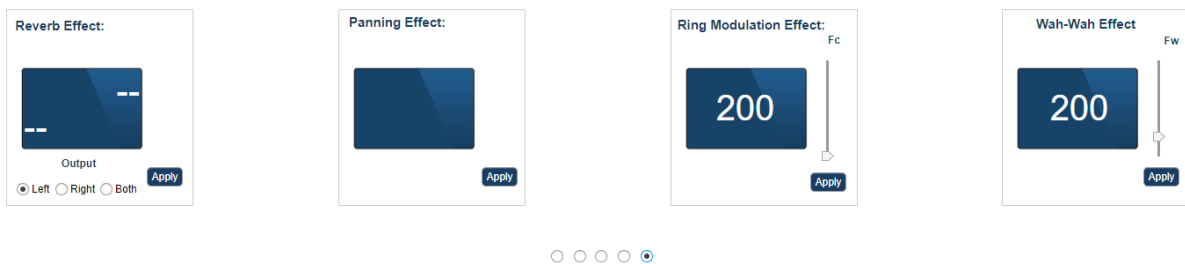 Reverb Effect:
--
--
Output
Left Right Both
Apply
Panning Effect:
Apply
Ring Modulation Effect:
Fc
200
Apply
Wah-Wah Effect
Fw
200
Apply